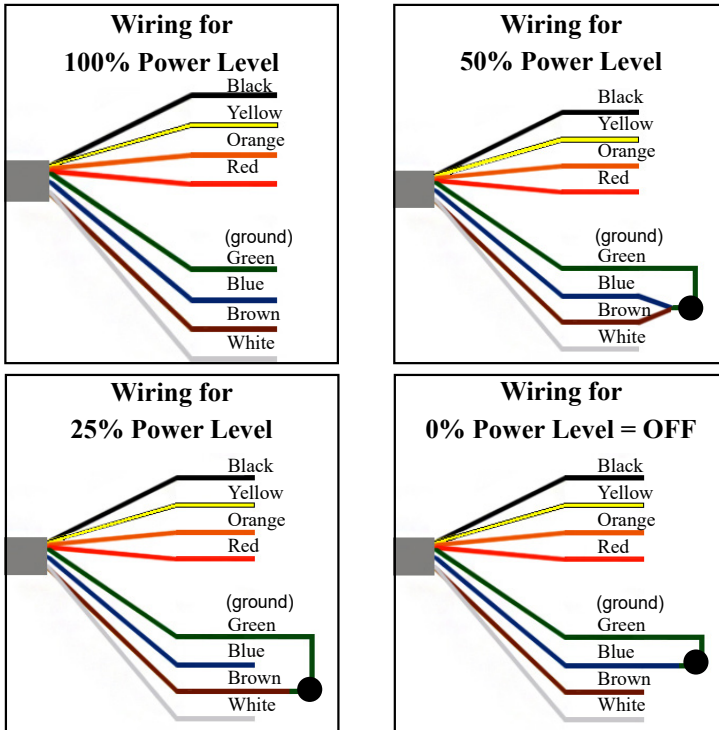 Wiring for
100% Power Level
Black
Yellow
Orange
Red
(ground)
Green
Blue
Brown
White
Wiring for
50% Power Level
Black
Yellow
Orange
Red
(ground)
Green
Blue
Brown
White
Wiring for
25% Power Level
Black
Yellow
Orange
Red
(ground)
Green
Blue
Brown
White
Wiring for
0% Power Level = OFF
Black
Yellow
Orange
Red
(ground)
Green
Blue
Brown
White